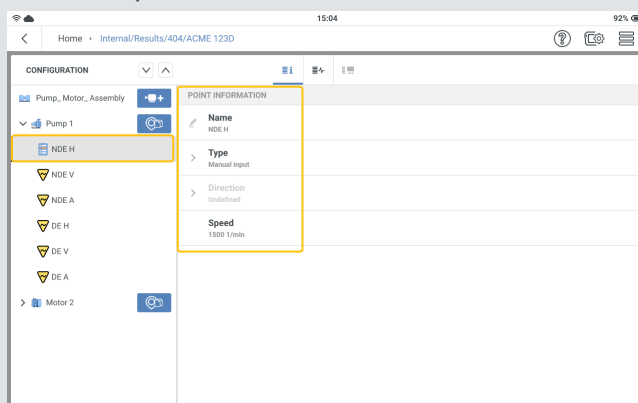 15:04
92%
Home › Internal/Results/404/ACME 123D
CONFIGURATION
Pump_ Motor_ Assembly
Pump 1
NDE H
NDE V
NDE A
DE H
DE V
DE A
Motor 2
POINT INFORMATION
Name
NDE H
Type
Manual input
Direction
Undefined
Speed
1500 1/min